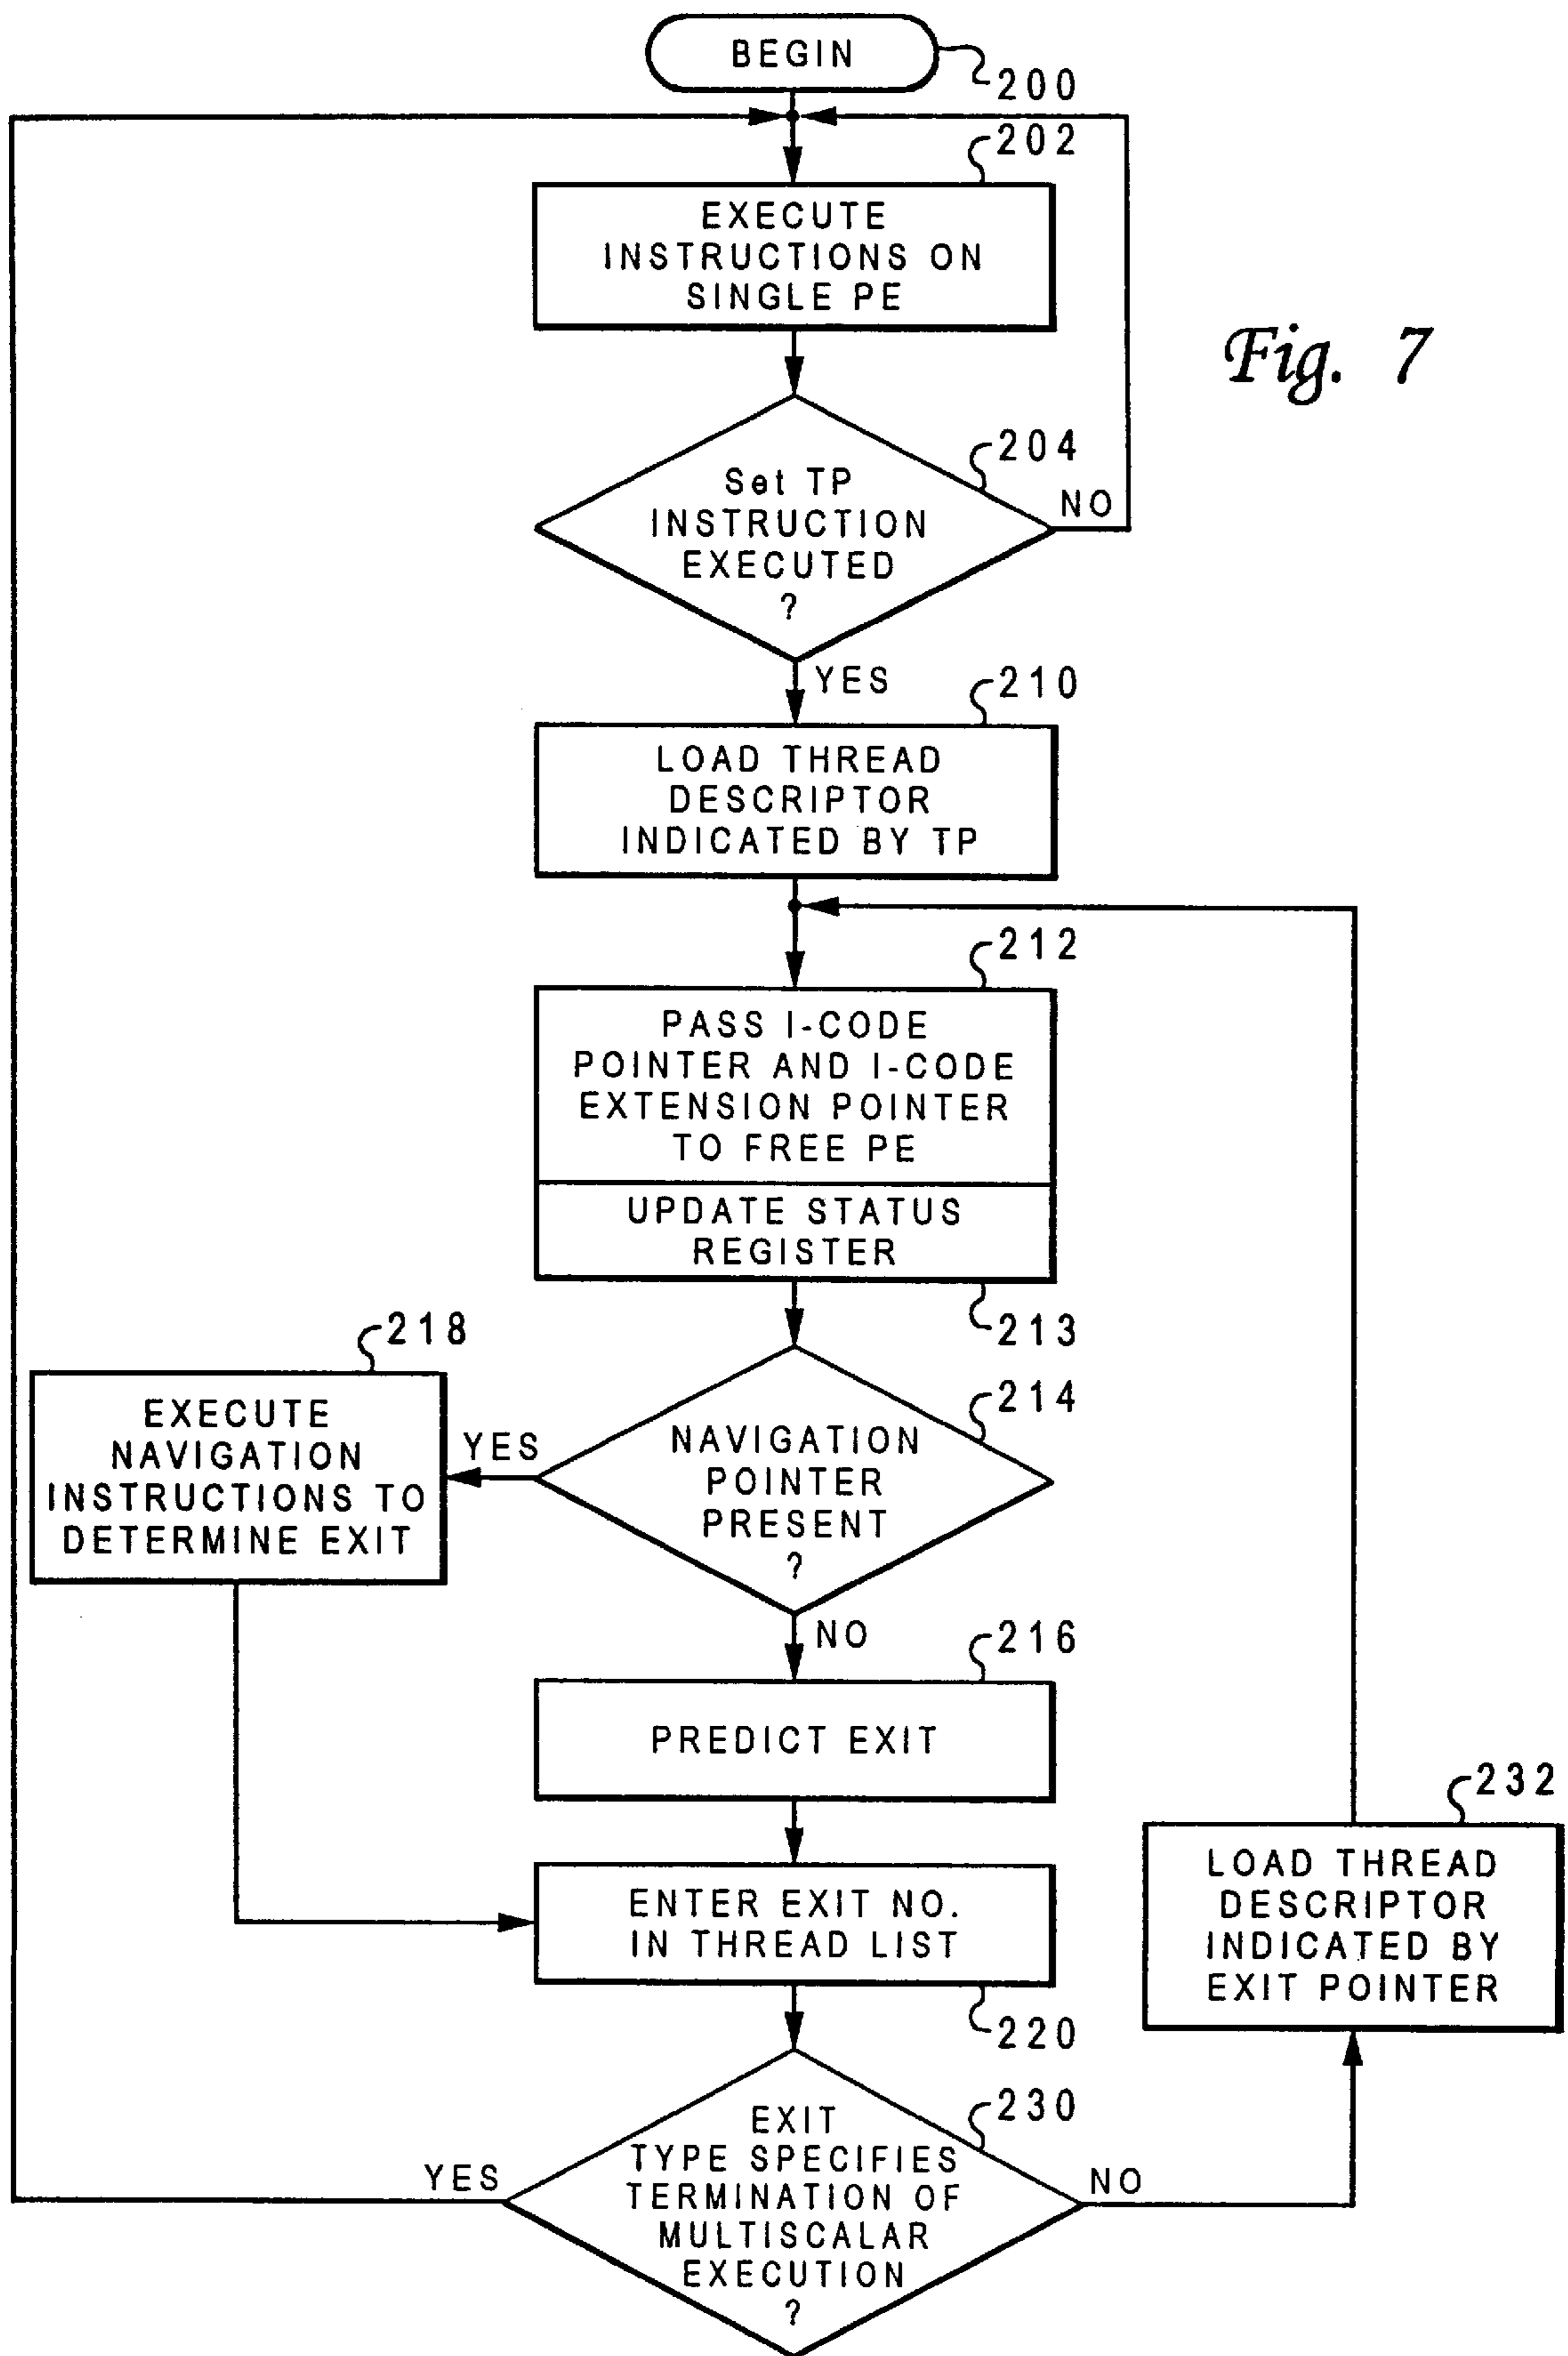 BEGIN
200
202
EXECUTE
INSTRUCTIONS ON
SINGLE PE
Fig. 7
204
Set TP
INSTRUCTION
EXECUTED
?
NO
YES
210
LOAD THREAD
DESCRIPTOR
INDICATED BY TP
212
PASS I-CODE
POINTER AND I-CODE
EXTENSION POINTER
TO FREE PE
UPDATE STATUS
REGISTER
213
218
EXECUTE
NAVIGATION
INSTRUCTIONS TO
DETERMINE EXIT
YES
214
NAVIGATION
POINTER
PRESENT
?
NO
216
PREDICT EXIT
232
LOAD THREAD
DESCRIPTOR
INDICATED BY
EXIT POINTER
ENTER EXIT NO.
IN THREAD LIST
220
230
EXIT
TYPE SPECIFIES
TERMINATION OF
MULTISCALAR
EXECUTION
?
YES
NO